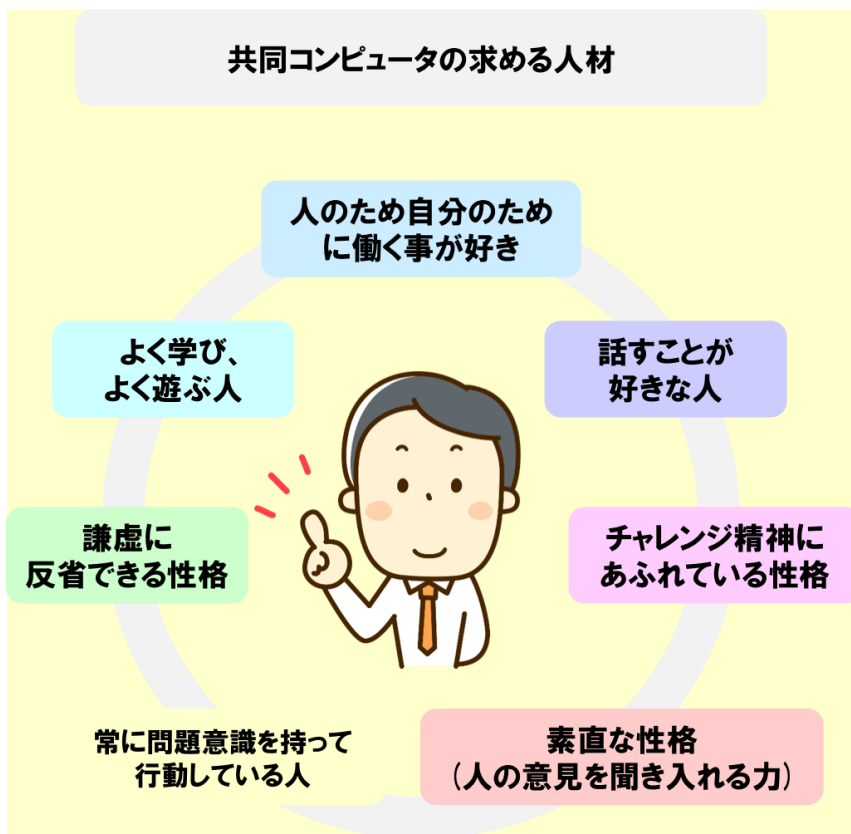 共同コンピュータの求める人材
人のため自分のため
に働く事が好き
よく学び、
よく遊ぶ人
話すことが
好きな人
謙虚に
反省できる性格
チャレンジ精神に
あふれている性格
常に問題意識を持って
行動している人
素直な性格
(人の意見を聞き入れる力)